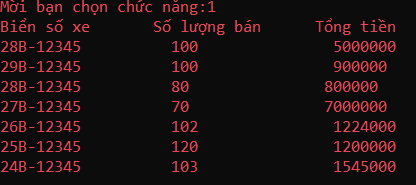 Mời bạn chọn chức năng:1
Biển số xe Số lượng bán Tổng tiền
28B-12345 100 5000000
29B-12345 100 900000
28B-12345 80 800000
27B-12345 70 7000000
26B-12345 102 1224000
25B-12345 120 1200000
24B-12345 103 1545000